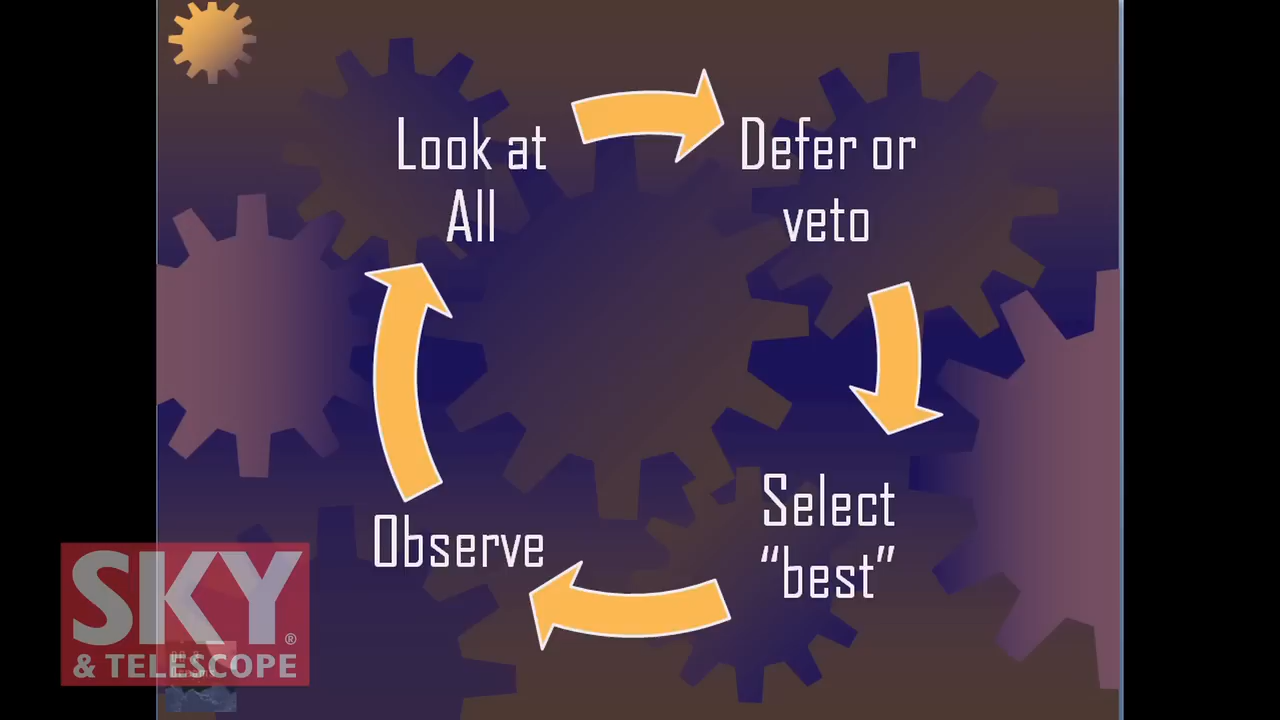 Look at
All
Defer or
veto
Select
“best”
Observe
SKY®
& TELESCOPE